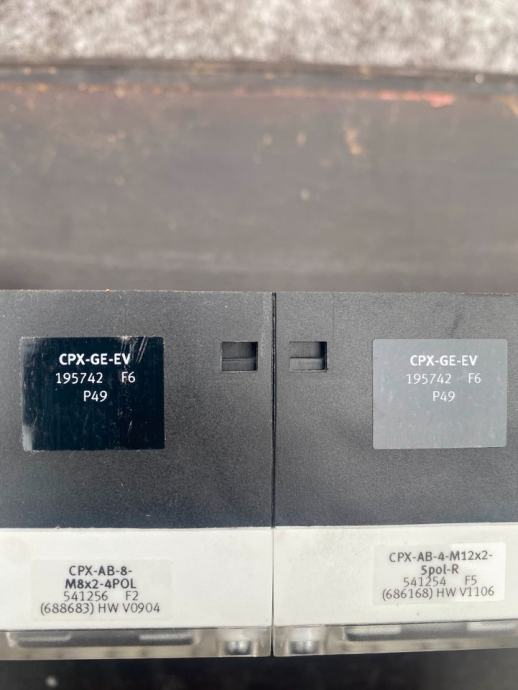 CPX-GE-EV
195742 F6
P49
CPX-GE-EV
195742 F6
P49
CPX-AB-8-
M8x2-4POL
541256 F2
(688683) HW V0904
CPX-AB-4-M12x2-
5pol-R
541254 F5
(686168) HW V1106